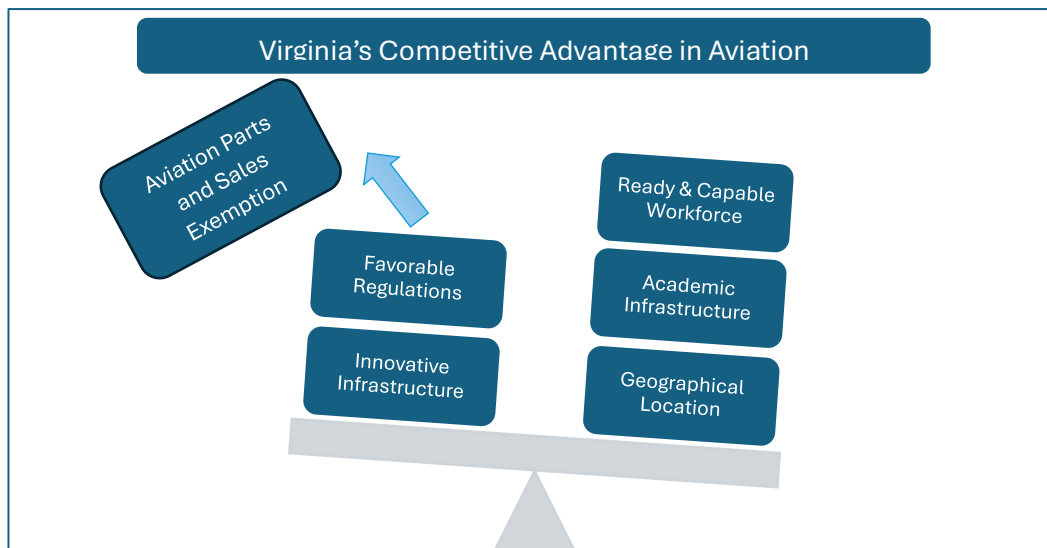 Virginia's Competitive Advantage in Aviation
Aviation Parts
and Sales
Exemption
Favorable
Regulations
Innovative
Infrastructure
Ready & Capable
Workforce
Academic
Infrastructure
Geographical
Location